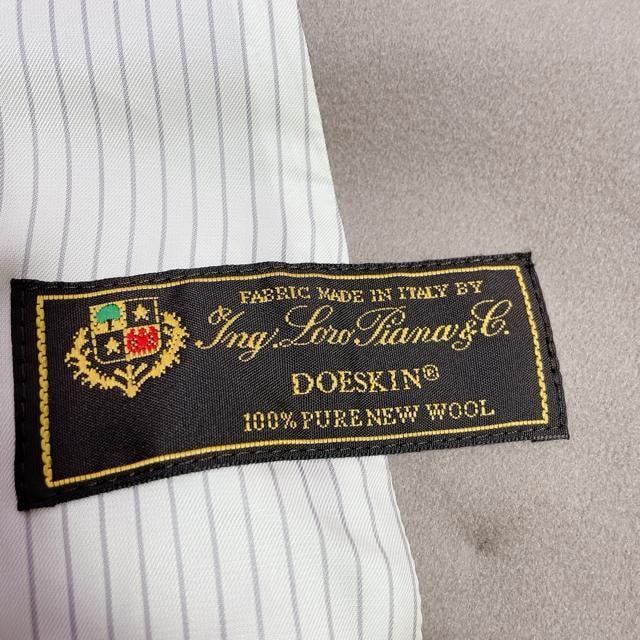 FABRIC MADE IN ITALY BY
Ing. Loro Piana & C.
DOESKIN®
100% PURE NEW WOOL